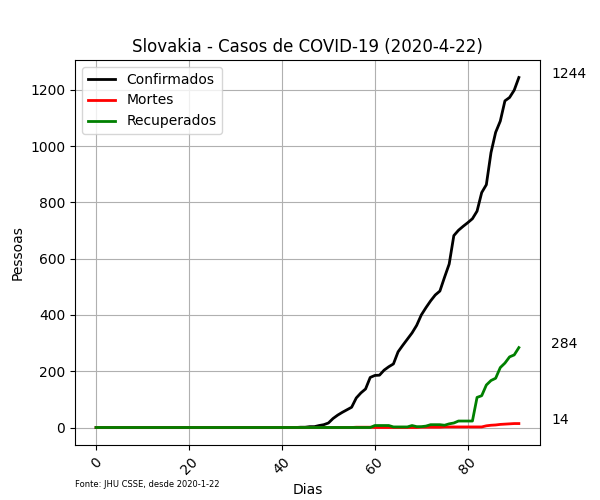 Slovakia - Casos de COVID-19 (2020-4-22)
Confirmados
Mortes
Recuperados
1244
284
14
Pessoas
1200
1000
800
600
400
200
0
0
20
40
60
80
Dias
Fonte: JHU CSSE, desde 2020-1-22